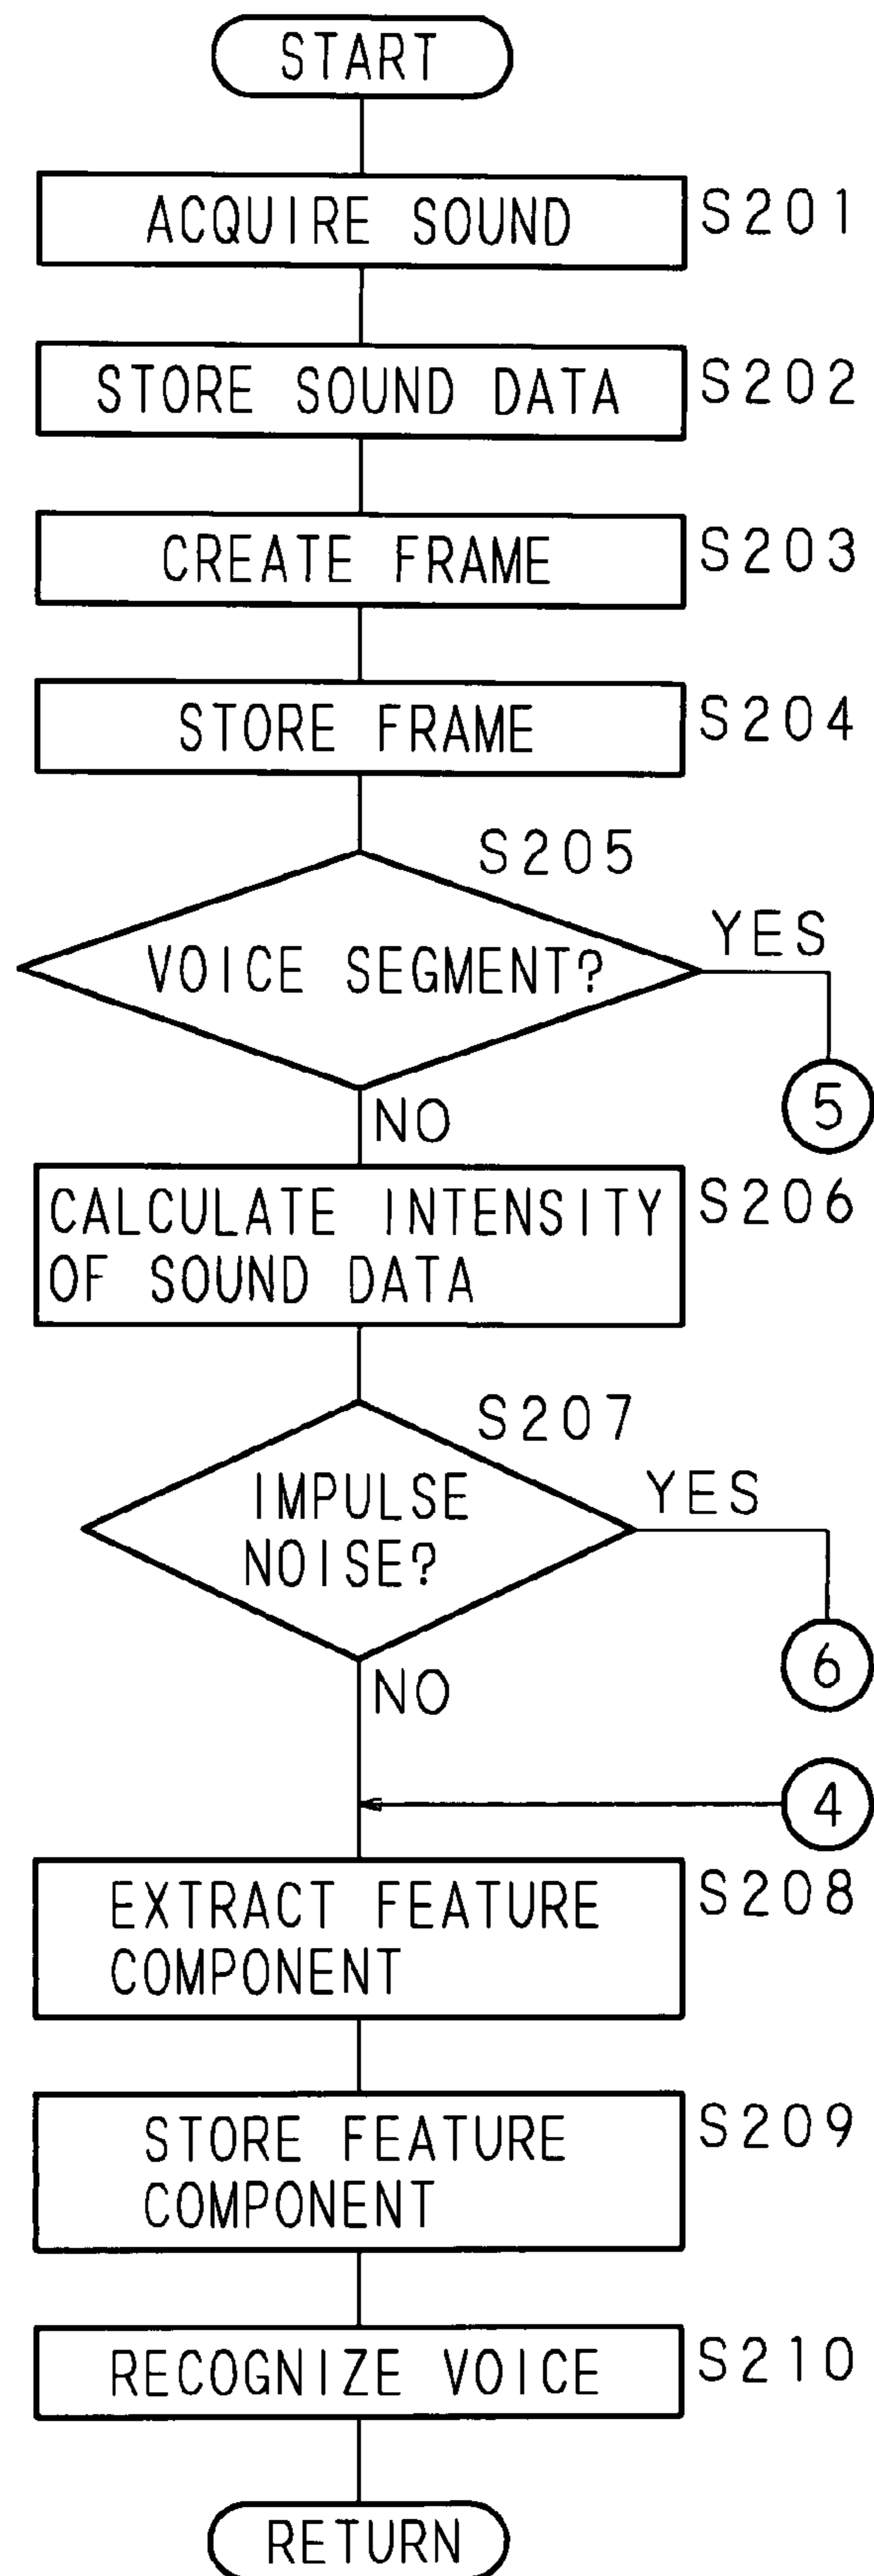 START
ACQUIRE SOUND S201
STORE SOUND DATA S202
CREATE FRAME S203
STORE FRAME S204
S205
VOICE SEGMENT? YES
5
NO
CALCULATE INTENSITY S206
OF SOUND DATA
S207
IMPULSE YES
NOISE?
6
NO
4
EXTRACT FEATURE S208
COMPONENT
STORE FEATURE S209
COMPONENT
RECOGNIZE VOICE S210
RETURN